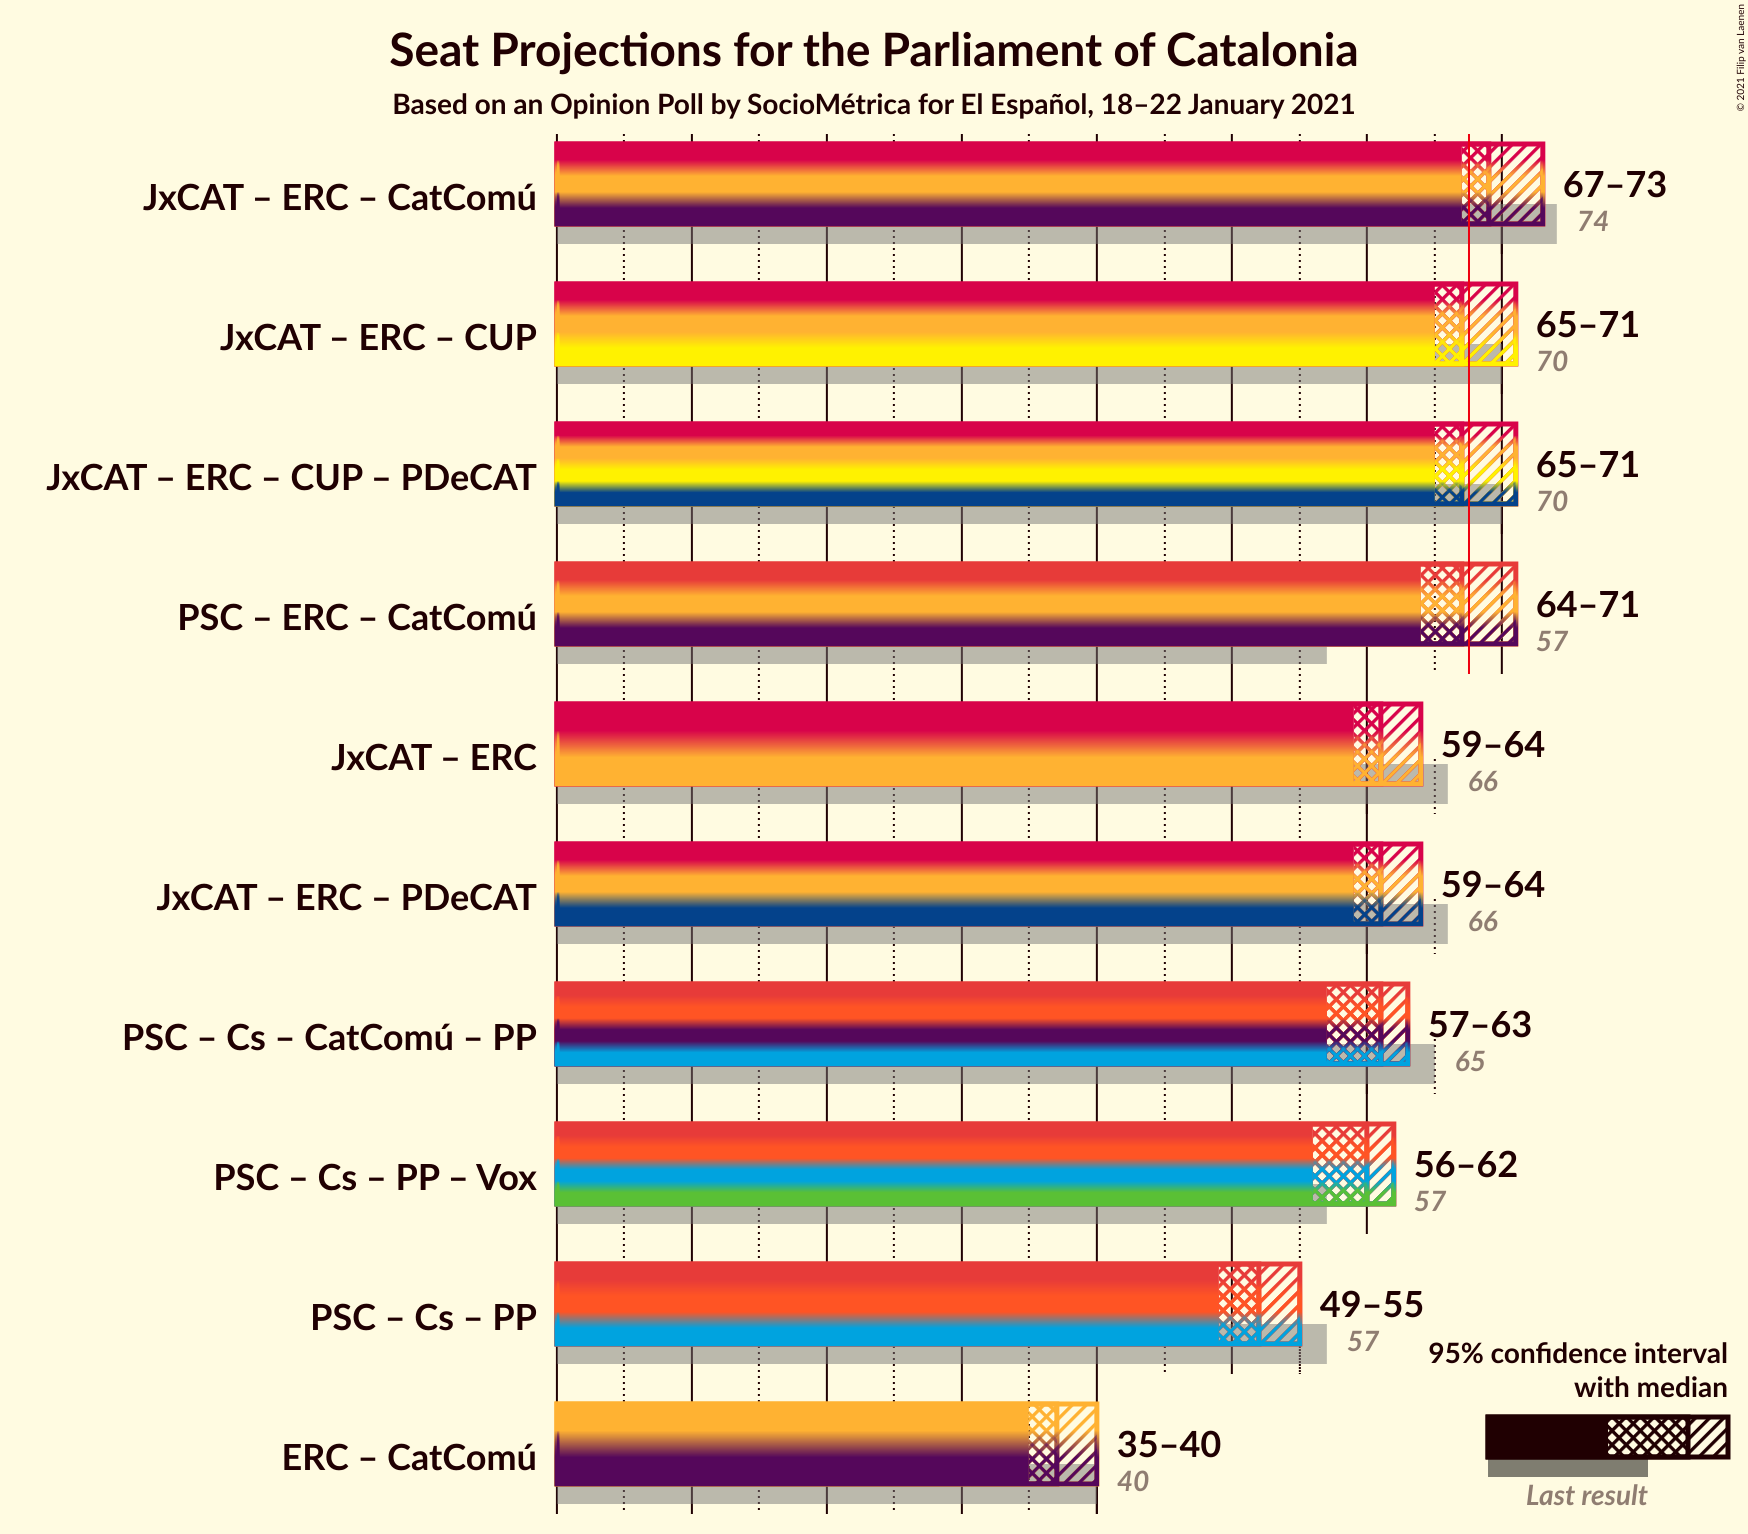 Seat Projections for the Parliament of Catalonia
Based on an Opinion Poll by SocioMétrica for El Español, 18–22 January 2021
© 2021 Filip van Laenen
JxCAT – ERC – CatComú
67–73
74
JxCAT – ERC – CUP
65–71
70
JxCAT – ERC – CUP – PDeCAT
65–71
70
PSC – ERC – CatComú
64–71
57
JxCAT – ERC
59–64
66
JxCAT – ERC – PDeCAT
59–64
66
PSC – Cs – CatComú – PP
57–63
65
PSC – Cs – PP – Vox
56–62
57
PSC – Cs – PP
49–55
57
ERC – CatComú
35–40
40
95% confidence interval
with median
Last result